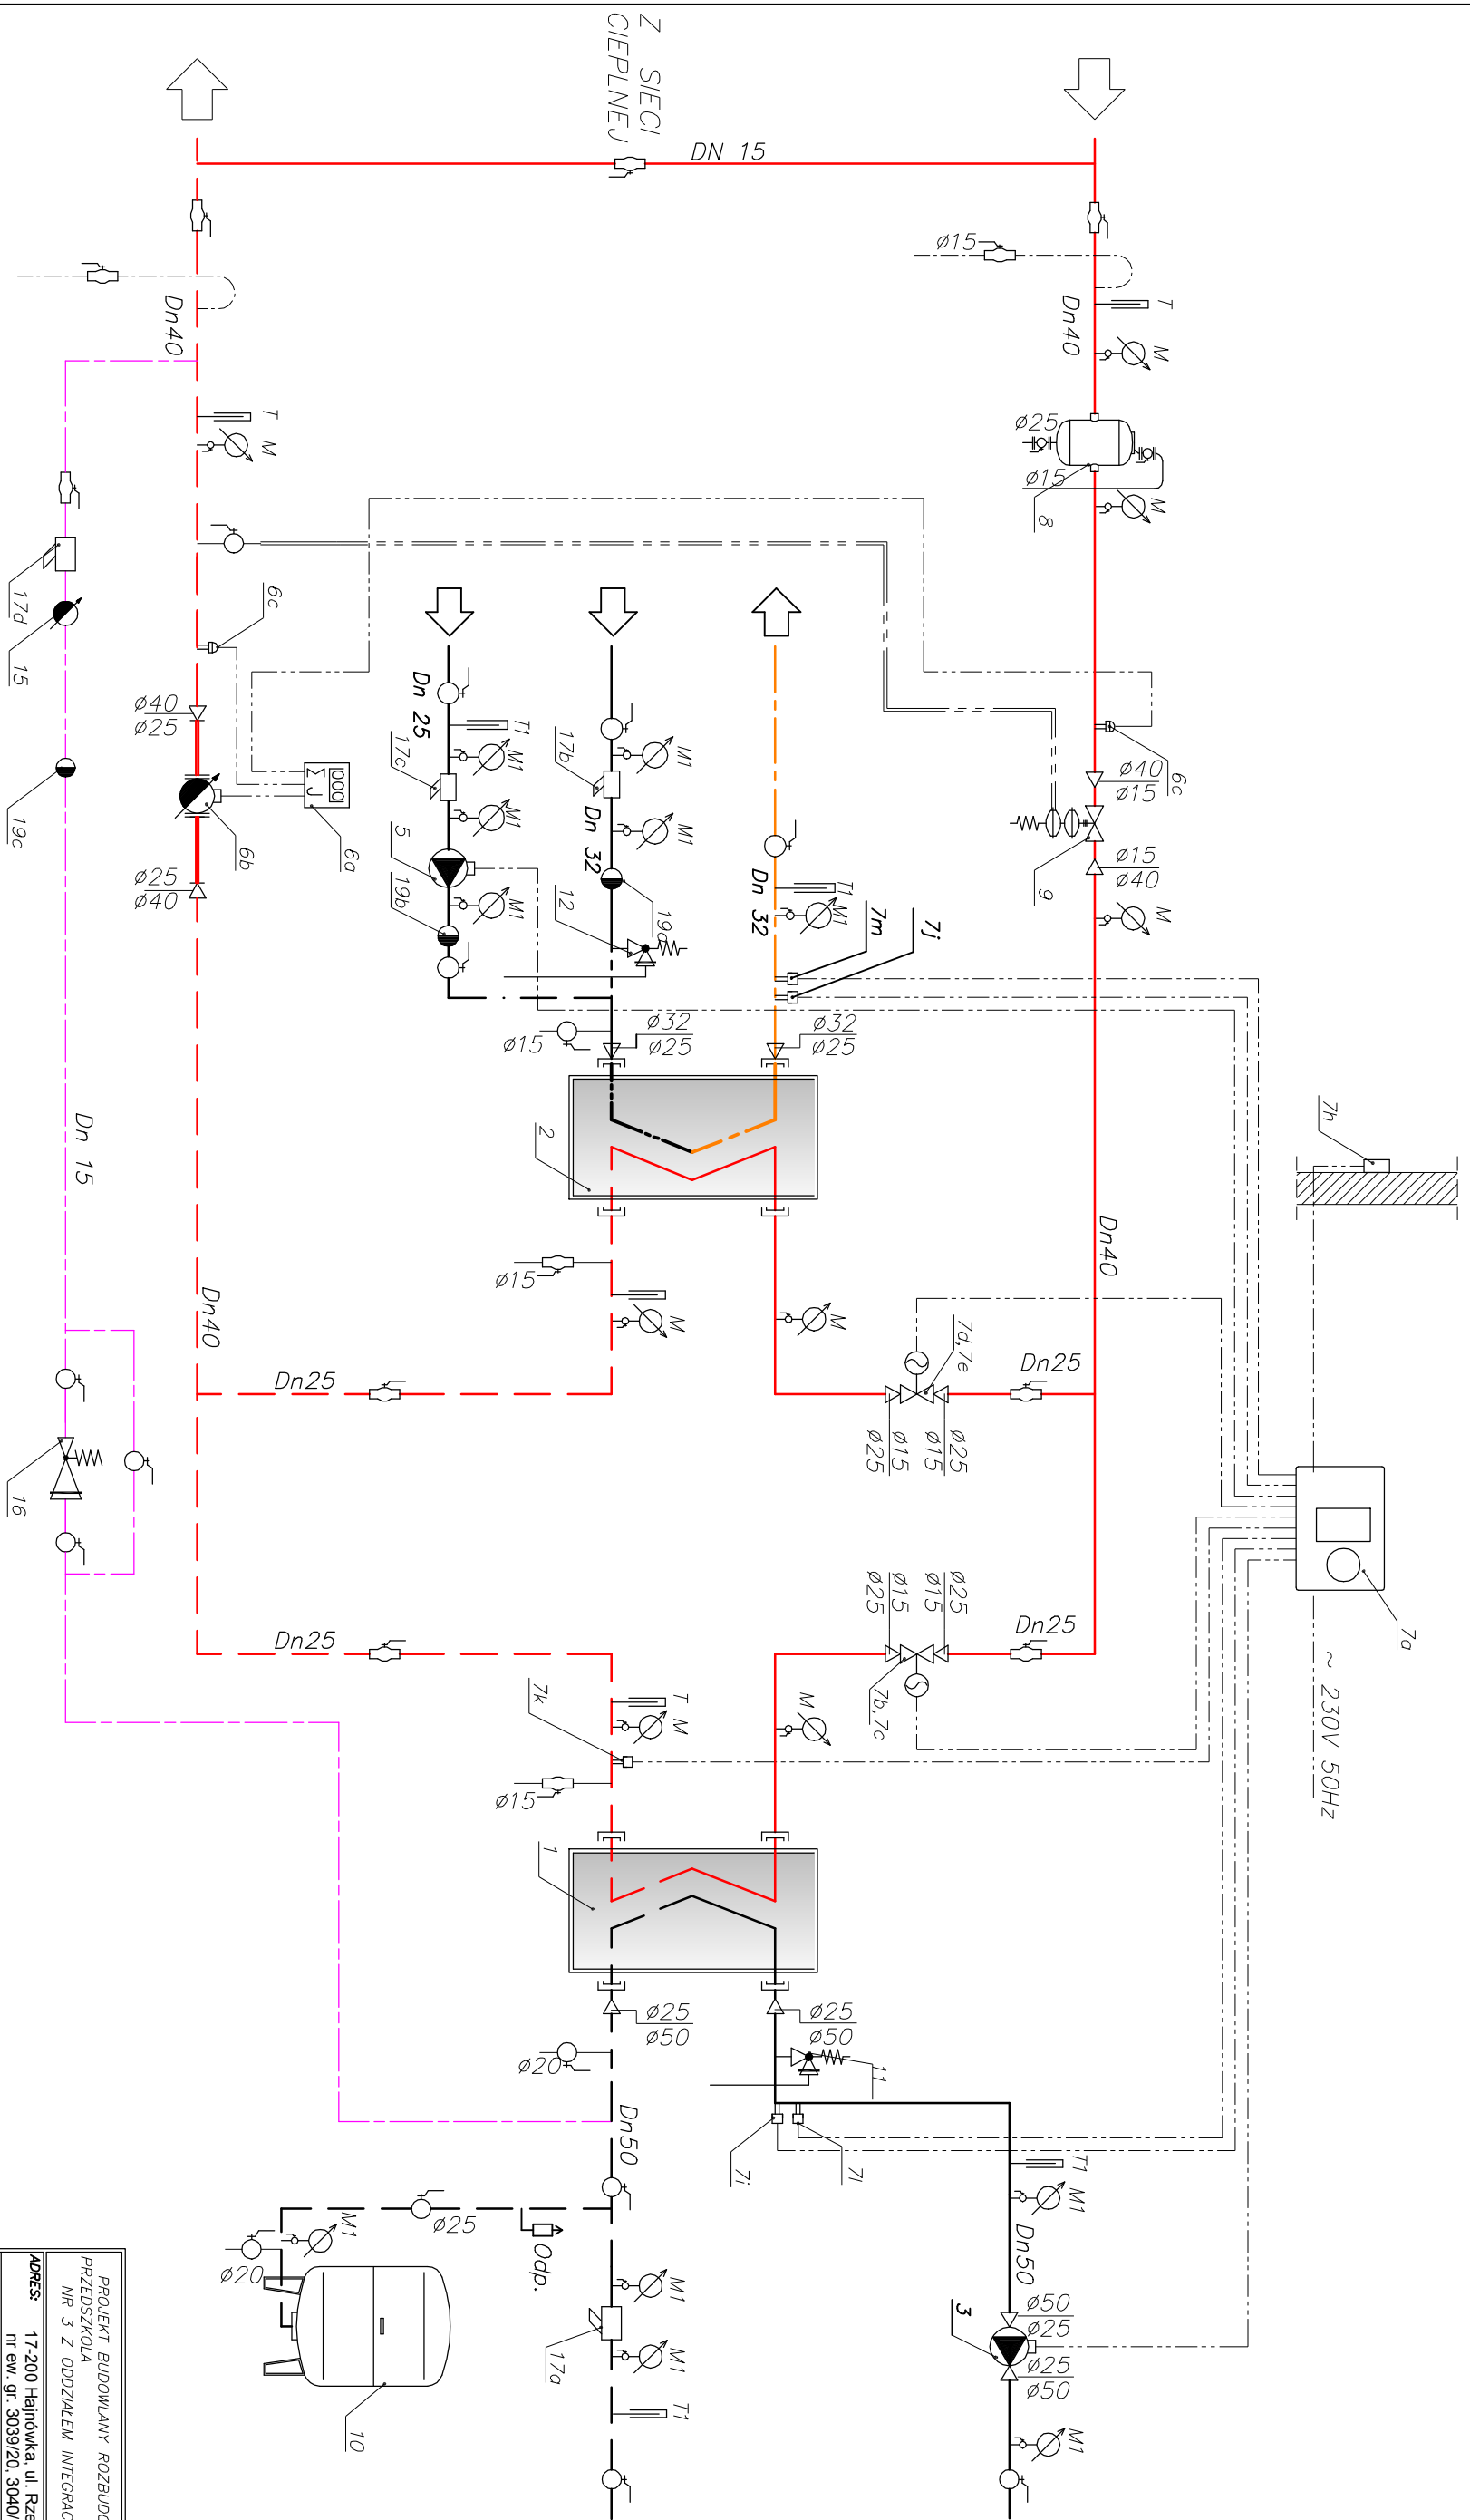 Z SIECI
CIEPLNEJ
DN 15
ø15
Dn40
T
M
ø25
ø15
8
M
6c
ø40
ø15
9
ø15
ø40
M
Dn40
Dn40
T
M
6c
ø40
ø25
6a
6b
ø25
ø40
17d
15
19c
Dn 15
16
Dn 25
T1
M1
17c
M1
5
19b
M1
17b
M1
Dn 32
M1
12
19a
Dn 32
T1
M1
7m
7j
ø15
ø32
ø25
ø32
ø25
2
ø15
M
M
Dn40
Dn25
7d,7e
Dn25
ø25
ø15
ø15
ø25
7h
7a
~ 230V 50Hz
Dn25
Dn25
ø25
ø15
ø15
ø25
7b,7c
7k
T
M
M
ø15
1
ø25
ø50
ø25
ø50
ø20
11
Dn50
7i
7l
T1
M1
Dn50
3
ø50
ø25
ø25
ø50
M1
ø25
Odp.
M1
ø20
10
M1
17a
M1
T1
000
Σ J
PROJEKT BUDOWLANY
PRZEDSZKOLA
NR 3 Z ODDZIAŁEM
ADRES:
17-200 Hajnówka, ul.
nr ew. gr. 3039/20, 3040/